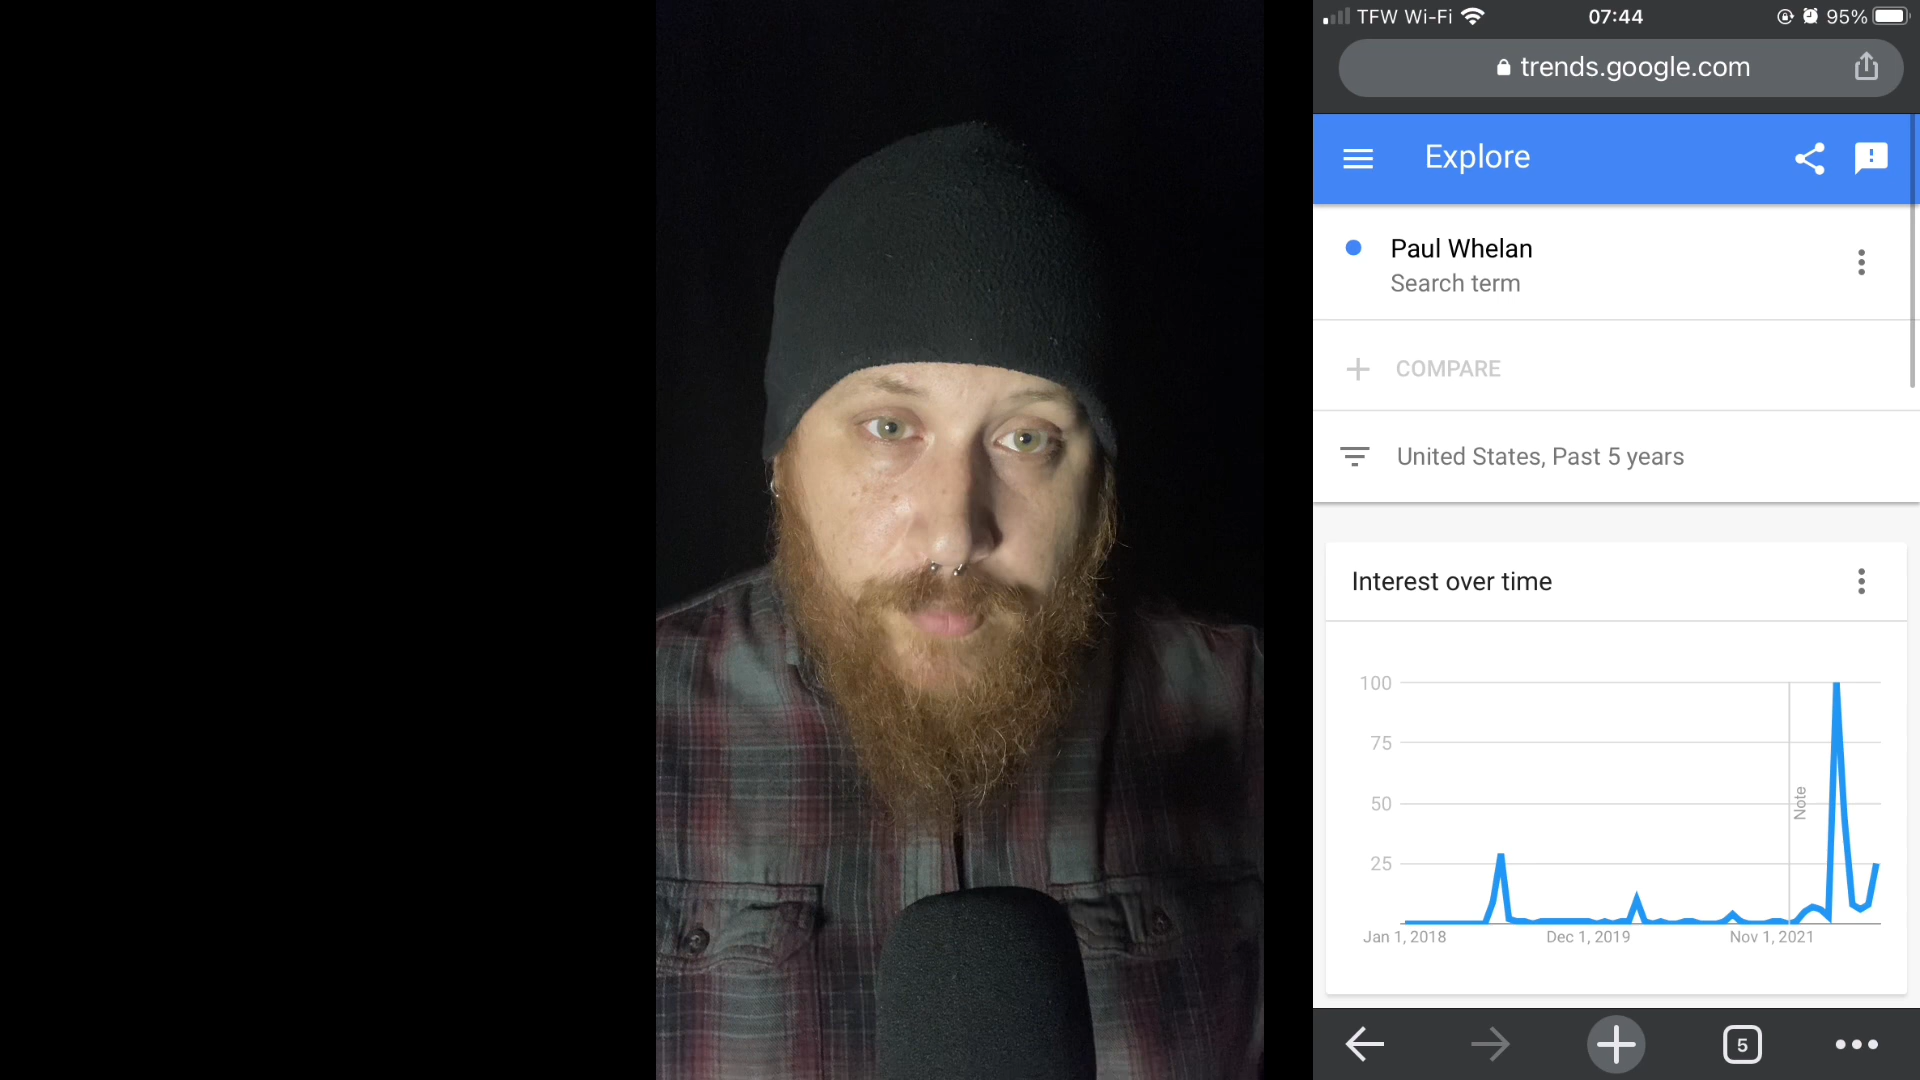 TFW Wi-Fi 07:44 95%
trends.google.com
Explore
Paul Whelan
Search term
COMPARE
United States, Past 5 years
Interest over time
100
75
50
25
Note
Jan 1, 2018 Dec 1, 2019 Nov 1, 2021
5